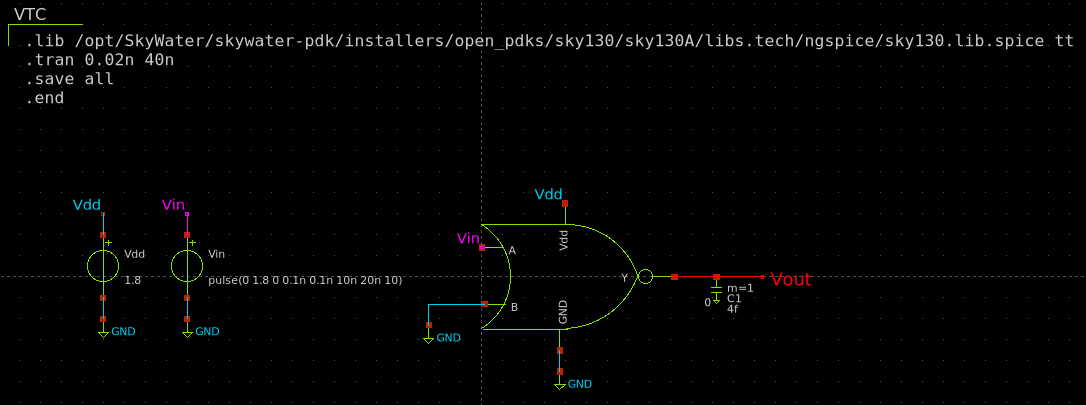 VTC
.lib /opt/SkyWater/skywater-pdk/installers/open_pdks/sky130/sky130A/libs.tech/ngspice/sky130.lib.spice tt
.tran 0.02n 40n
.save all
.end
Vdd
Vdd
1.8
GND
Vin
Vin
pulse(0 1.8 0 0.1n 0.1n 10n 20n 10)
GND
Vdd
Vdd
Vin
A
B
GND
Y
GND
GND
Vout
m=1
C1
4f
0